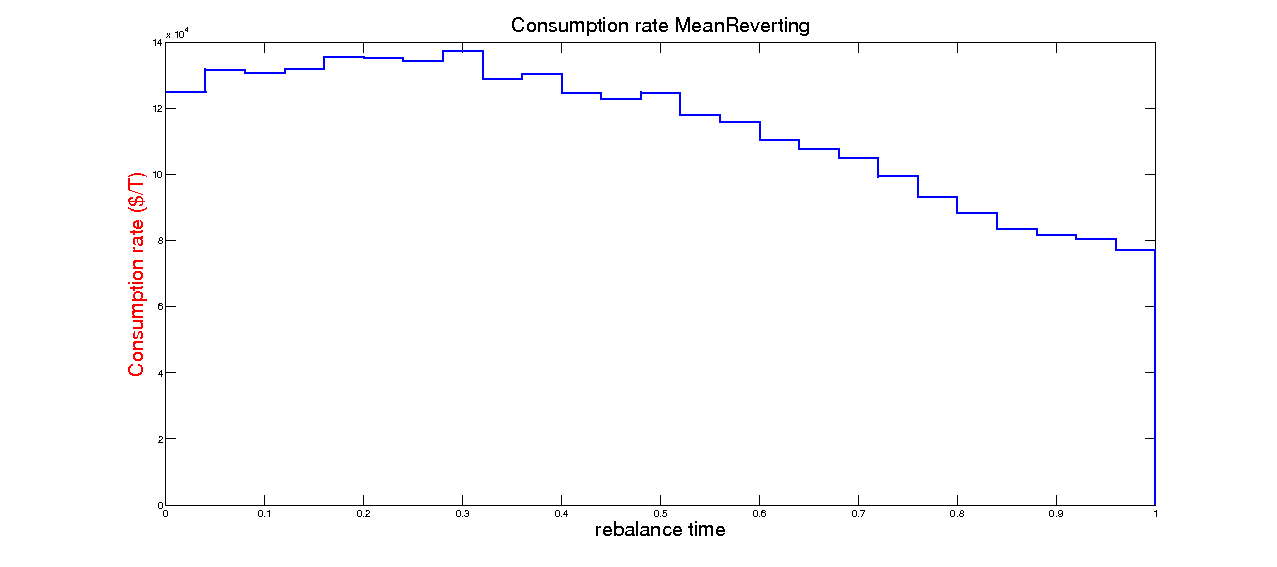 Consumption rate MeanReverting
x 10^4
14
12
10
8
6
4
2
0
Consumption rate ($/T)
0 0.1 0.2 0.3 0.4 0.5 0.6 0.7 0.8 0.9 1
rebalance time